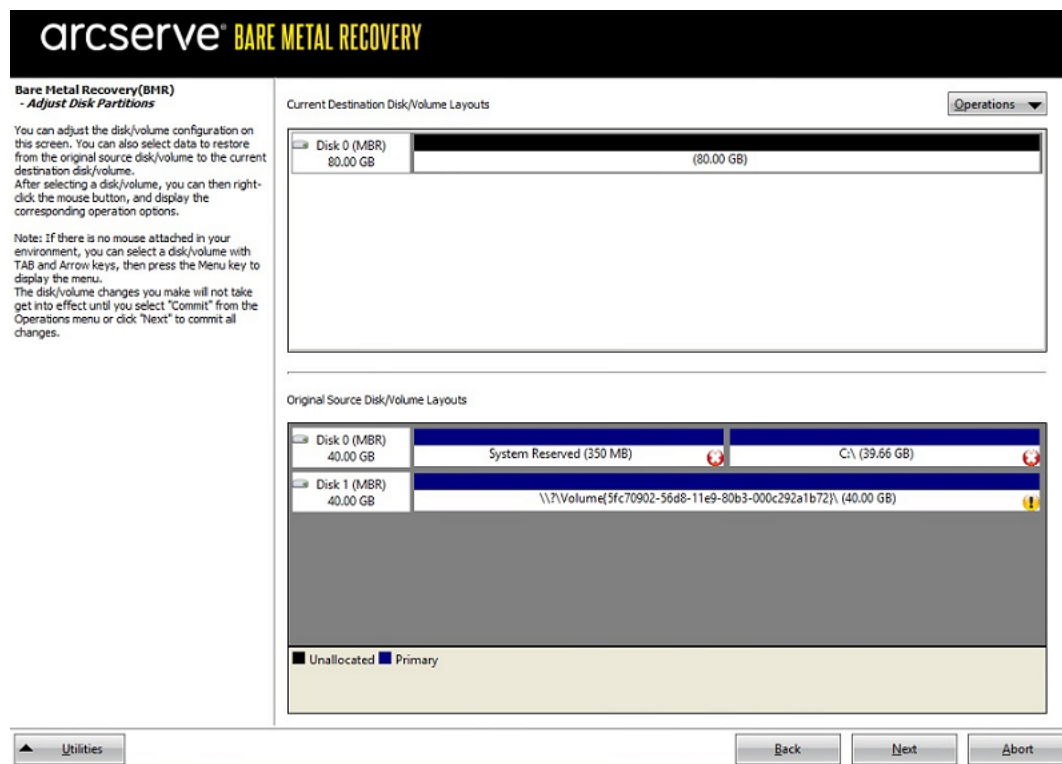 arcserve® BARE METAL RECOVERY
Bare Metal Recovery(BMR)
- Adjust Disk Partitions
You can adjust the disk/volume configuration on
this screen. You can also select data to restore
from the original source disk/volume to the current
destination disk/volume.
After selecting a disk/volume, you can then right-
click the mouse button, and display the
corresponding operation options.
Note: If there is no mouse attached in your
environment, you can select a disk/volume with
TAB and Arrow keys, then press the Menu key to
display the menu.
The disk/volume changes you make will not take
get into effect until you select "Commit" from the
Operations menu or click "Next" to commit all
changes.
Current Destination Disk/Volume Layouts
Operations
Disk 0 (MBR)
80.00 GB
(80.00 GB)
Original Source Disk/Volume Layouts
Disk 0 (MBR)
40.00 GB
System Reserved (350 MB)
C:\ (39.66 GB)
Disk 1 (MBR)
40.00 GB
\\?\Volume{5fc70902-56d8-11e9-80b3-000c292a1b72}\ (40.00 GB)
Unallocated Primary
Utilities
Back
Next
Abort